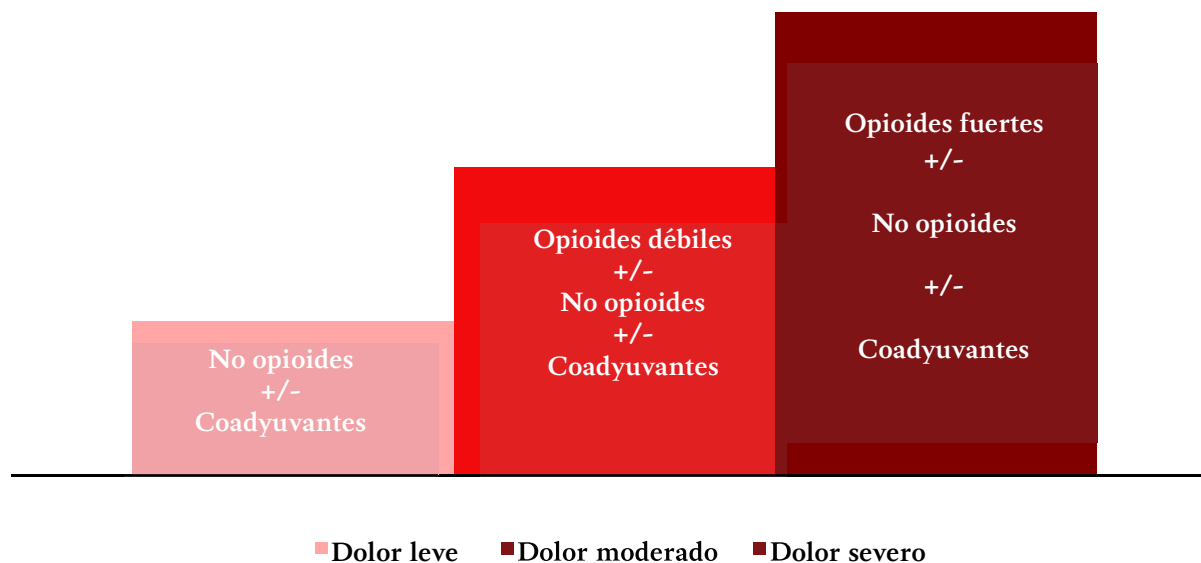 No opioides
+/-
Coadyuvantes
Opioides débiles
+/-
No opioides
+/-
Coadyuvantes
Opioides fuertes
+/-
No opioides
+/-
Coadyuvantes
Dolor leve Dolor moderado Dolor severo